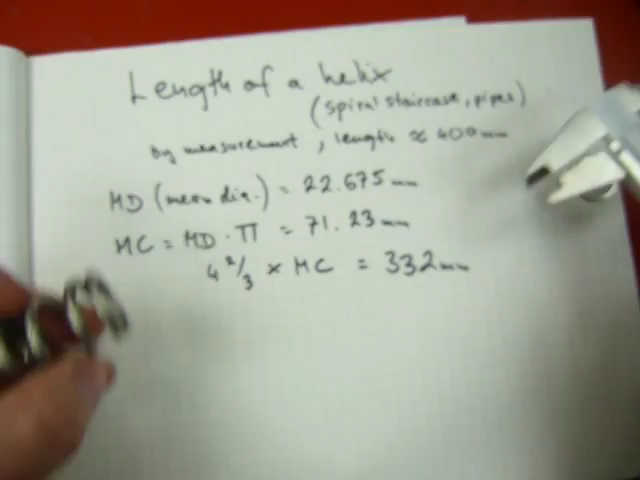 Length of a helix
(spiral staircase, pipes)
by measurement, length ≈ 400mm
MD (mean dia.) = 22.675mm
MC = MD · π = 71.23mm
4 2/3 × MC = 332mm